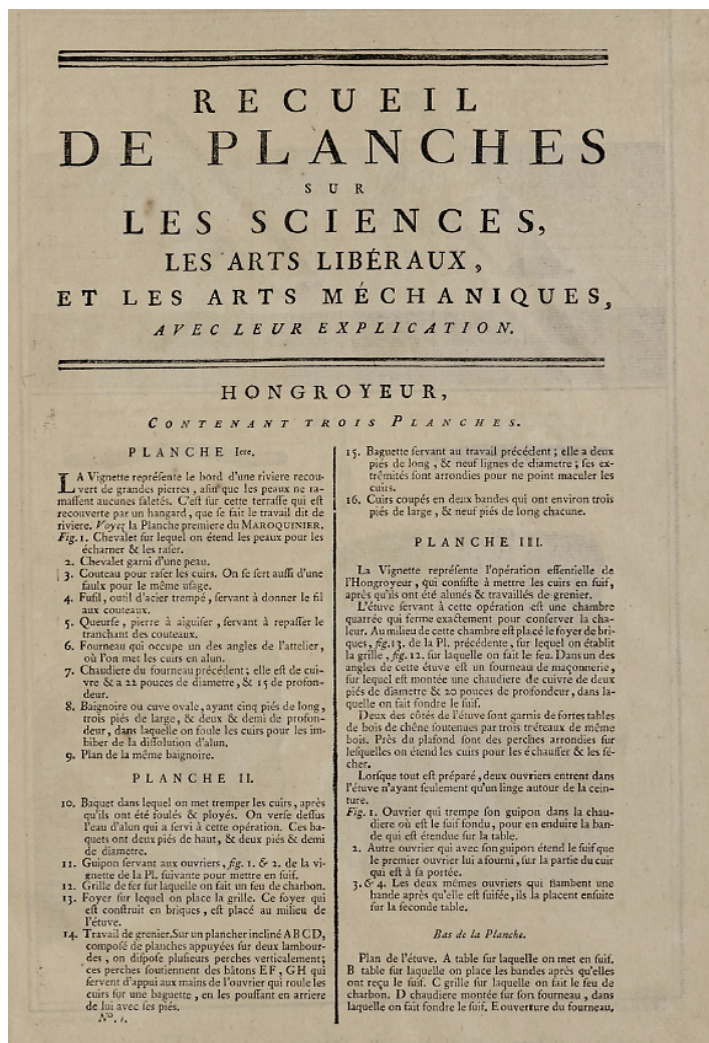 RECUEIL
DE PLANCHES
SUR
LES SCIENCES,
LES ARTS LIBÉRAUX,
ET LES ARTS MÉCHANIQUES,
AVEC LEUR EXPLICATION.
HONGROYEUR,
CONTENANT TROIS PLANCHES.
PLANCHE Iere.
LA Vignette repréſente le bord d'une riviere recou-
vert de grandes pierres, afin que les peaux ne ra-
maſſent aucunes ſaletés. C'eſt ſur cette terraſſe qui eſt
recouverte par un hangard, que ſe fait le travail dit de
riviere. Voyez la Planche premiere du MAROQUINIER.
Fig. 1. Chevalet ſur lequel on étend les peaux pour les
écharner & les raſer.
2. Chevalet garni d'une peau.
3. Couteau pour raſer les cuirs. On ſe ſert auſſi d'une
faulx pour le même uſage.
4. Fuſil, outil d'acier trempé, ſervant à donner le fil
aux couteaux.
5. Queurſe, pierre à aiguiſer, ſervant à repaſſer le
tranchant des couteaux.
6. Fourneau qui occupe un des angles de l'attelier,
où l'on met les cuirs en alun.
7. Chaudiere du fourneau précédent; elle eſt de cui-
vre & a 22 pouces de diametre, & 15 de profon-
deur.
8. Baignoire ou cuve ovale, ayant cinq piés de long,
trois piés de large, & deux & demi de profon-
deur, dans laquelle on foule les cuirs pour les im-
biber de la diſſolution d'alun.
9. Plan de la même baignoire.
PLANCHE II.
10. Baquet dans lequel on met tremper les cuirs, après
qu'ils ont été foulés & ployés. On verſe deſſus
l'eau d'alun qui a ſervi à cette opération. Ces ba-
quets ont deux piés de haut, & deux piés & demi
de diametre.
11. Guipon ſervant aux ouvriers, fig. 1. & 2. de la vi-
gnette de la Pl. ſuivante pour mettre en ſuif.
12. Grille de fer ſur laquelle on fait un feu de charbon.
13. Foyer ſur lequel on place la grille. Ce foyer qui
eſt conſtruit en briques, eſt placé au milieu de
l'étuve.
14. Travail de grenier. Sur un plancher incliné ABCD,
compoſé de planches appuyées ſur deux lambour-
des, on diſpoſe pluſieurs perches verticalement;
ces perches ſoutiennent des bâtons EF, GH qui
ſervent d'appui aux mains de l'ouvrier qui roule les
cuirs ſur une baguette, en les pouſſant en arriere
de lui avec ſes piés.
No. 1.
15. Baguette ſervant au travail précédent; elle a deux
piés de long, & neuf lignes de diametre; ſes ex-
trêmités ſont arrondies pour ne point maculer les
cuirs.
16. Cuirs coupés en deux bandes qui ont environ trois
piés de large, & neuf piés de long chacune.
PLANCHE III.
La Vignette repréſente l'opération eſſentielle de
l'Hongroyeur, qui conſiſte à mettre les cuirs en ſuif,
après qu'ils ont été alunés & travaillés de grenier.
L'étuve ſervant à cette opération eſt une chambre
quarrée qui ferme exactement pour conſerver la cha-
leur. Au milieu de cette chambre eſt placé le foyer de bri-
ques, fig. 13. de la Pl. précédente, ſur lequel on établit
la grille, fig. 12. ſur laquelle on fait le feu. Dans un des
angles de cette étuve eſt un fourneau de maçonnerie,
ſur lequel eſt montée une chaudiere de cuivre de deux
piés de diametre & 20 pouces de profondeur, dans la-
quelle on fait fondre le ſuif.
Deux des côtés de l'étuve ſont garnis de fortes tables
de bois de chêne ſoutenues par trois tréteaux de même
bois. Près du plafond ſont des perches arrondies ſur
leſquelles on étend les cuirs pour les échauffer & les ſé-
cher.
Lorſque tout eſt préparé, deux ouvriers entrent dans
l'étuve n'ayant ſeulement qu'un linge autour de la cein-
ture.
Fig. 1. Ouvrier qui trempe ſon guipon dans la chau-
diere où eſt le ſuif fondu, pour en enduire la ban-
de qui eſt étendue ſur la table.
2. Autre ouvrier qui avec ſon guipon étend le ſuif que
le premier ouvrier lui a fourni, ſur la partie du cuir
qui eſt à ſa portée.
3. & 4. Les deux mêmes ouvriers qui flambent une
bande après qu'elle eſt ſuifée, ils la placent enſuite
ſur la ſeconde table.
Bas de la Planche.
Plan de l'étuve. A table ſur laquelle on met en ſuif.
B table ſur laquelle on place les bandes après qu'elles
ont reçu le ſuif. C grille ſur laquelle on fait le feu de
charbon. D chaudiere montée ſur ſon fourneau, dans
laquelle on fait fondre le ſuif. E ouverture du fourneau,